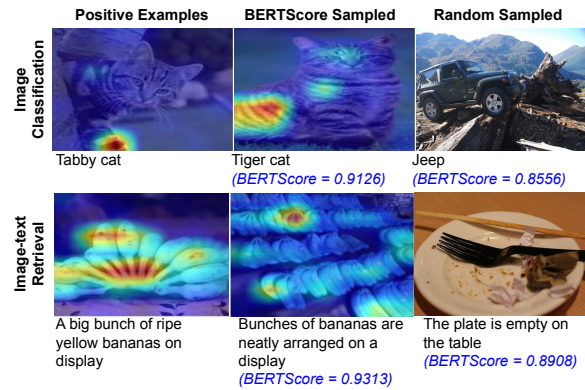 Positive Examples BERTScore Sampled Random Sampled
Image
Classification
Tabby cat
Tiger cat
(BERTScore = 0.9126)
Jeep
(BERTScore = 0.8556)
Image-text
Retrieval
A big bunch of ripe
yellow bananas on
display
Bunches of bananas are
neatly arranged on a
display
(BERTScore = 0.9313)
The plate is empty on
the table
(BERTScore = 0.8908)